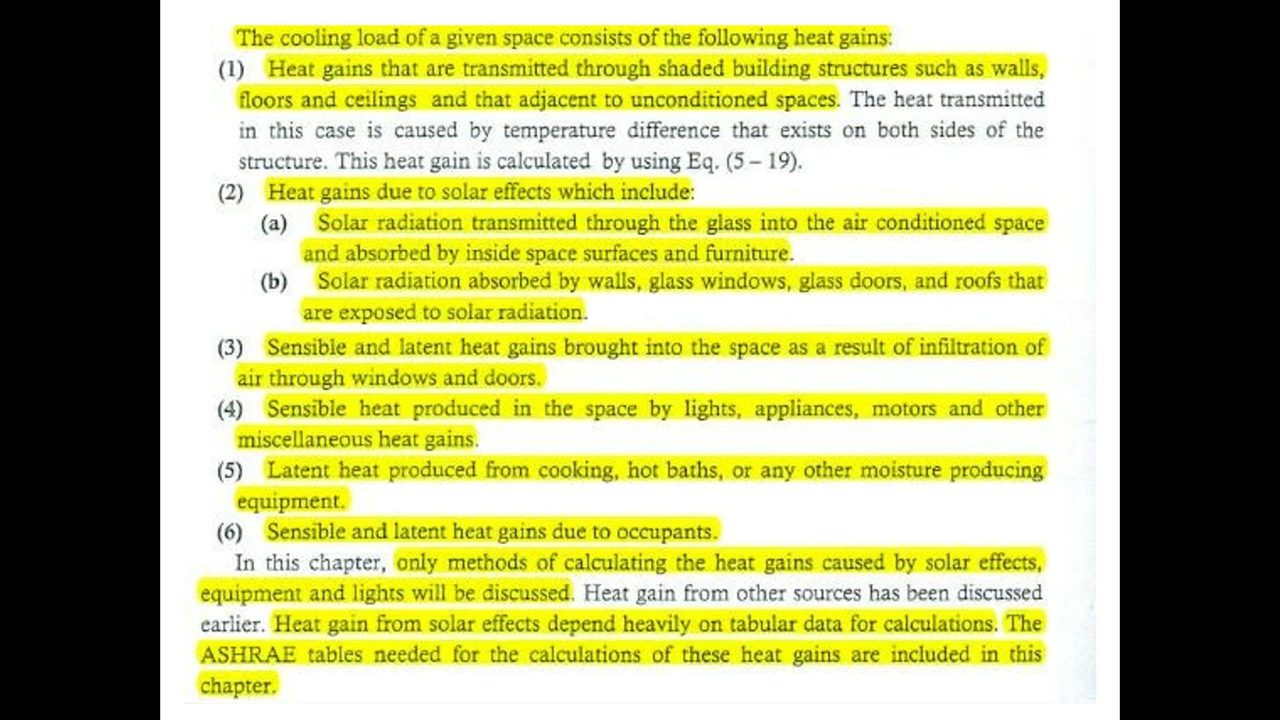 The cooling load of a given space consists of the following heat gains:
(1) Heat gains that are transmitted through shaded building structures such as walls,
floors and ceilings and that adjacent to unconditioned spaces. The heat transmitted
in this case is caused by temperature difference that exists on both sides of the
structure. This heat gain is calculated by using Eq. (5 – 19).
(2) Heat gains due to solar effects which include:
(a) Solar radiation transmitted through the glass into the air conditioned space
and absorbed by inside space surfaces and furniture.
(b) Solar radiation absorbed by walls, glass windows, glass doors, and roofs that
are exposed to solar radiation.
(3) Sensible and latent heat gains brought into the space as a result of infiltration of
air through windows and doors.
(4) Sensible heat produced in the space by lights, appliances, motors and other
miscellaneous heat gains.
(5) Latent heat produced from cooking, hot baths, or any other moisture producing
equipment.
(6) Sensible and latent heat gains due to occupants.
In this chapter, only methods of calculating the heat gains caused by solar effects,
equipment and lights will be discussed. Heat gain from other sources has been discussed
earlier. Heat gain from solar effects depend heavily on tabular data for calculations. The
ASHRAE tables needed for the calculations of these heat gains are included in this
chapter.